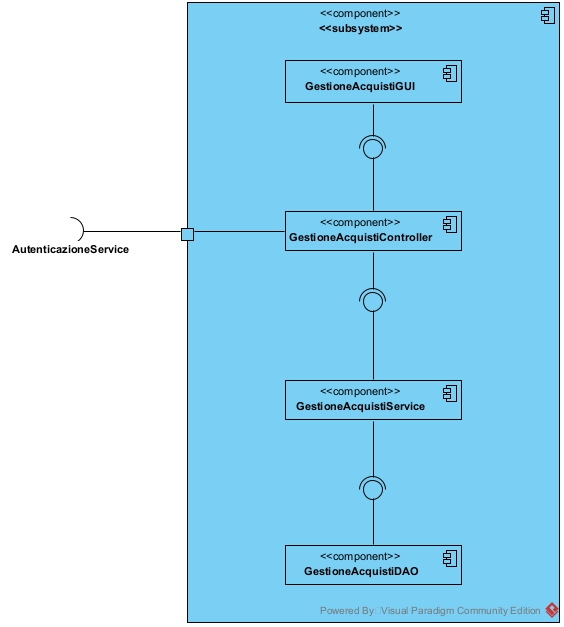 <<component>>
<<subsystem>>
<<component>>
GestioneAcquistiGUI
<<component>>
GestioneAcquistiController
AutenticazioneService
<<component>>
GestioneAcquistiService
<<component>>
GestioneAcquistiDAO
Powered By Visual Paradigm Community Edition